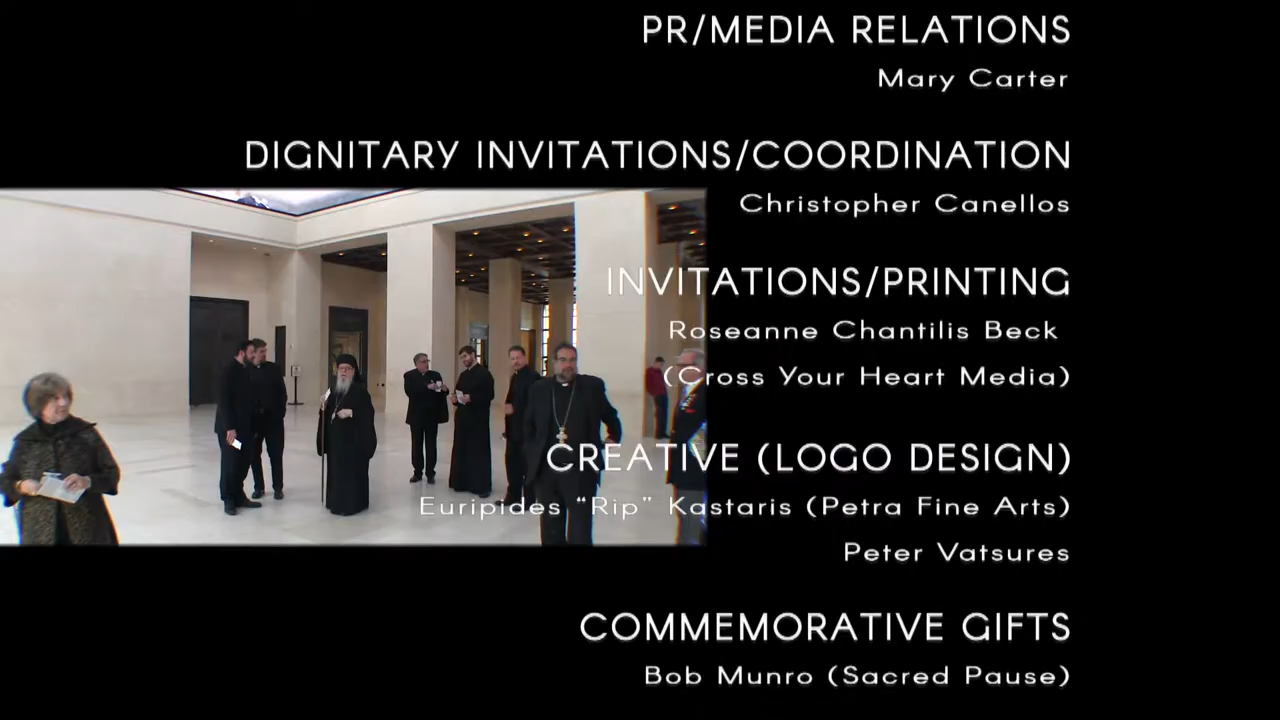 PR/MEDIA RELATIONS
Mary Carter
DIGNITARY INVITATIONS/COORDINATION
Christopher Canellos
INVITATIONS/PRINTING
Roseanne Chantilis Beck
(Cross Your Heart Media)
CREATIVE (LOGO DESIGN)
Euripides “Rip” Kastaris (Petra Fine Arts)
Peter Vatsures
COMMEMORATIVE GIFTS
Bob Munro (Sacred Pause)